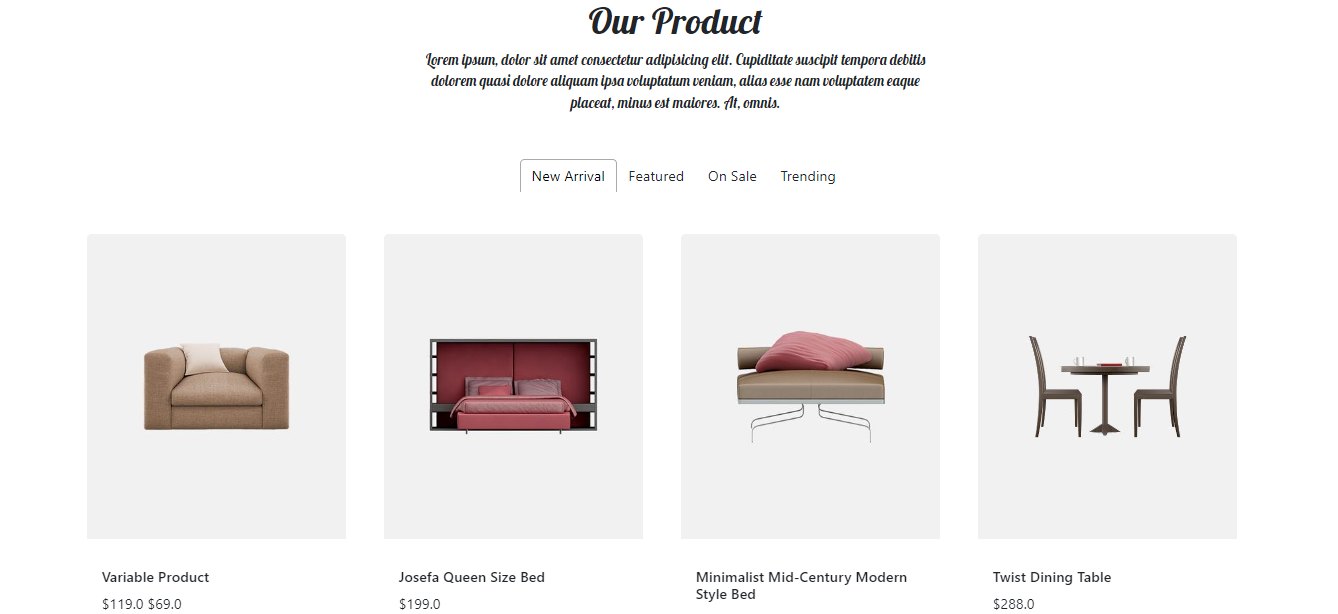 Our Product
Lorem ipsum, dolor sit amet consectetur adipisicing elit. Cupiditate suscipit tempora debitis
dolorem quasi dolore aliquam ipsa voluptatum veniam, alias esse nam voluptatem eaque
placeat, minus est maiores. At, omnis.
New Arrival Featured On Sale Trending
Variable Product
$119.0 $69.0
Josefa Queen Size Bed
$199.0
Minimalist Mid-Century Modern
Style Bed
Twist Dining Table
$288.0